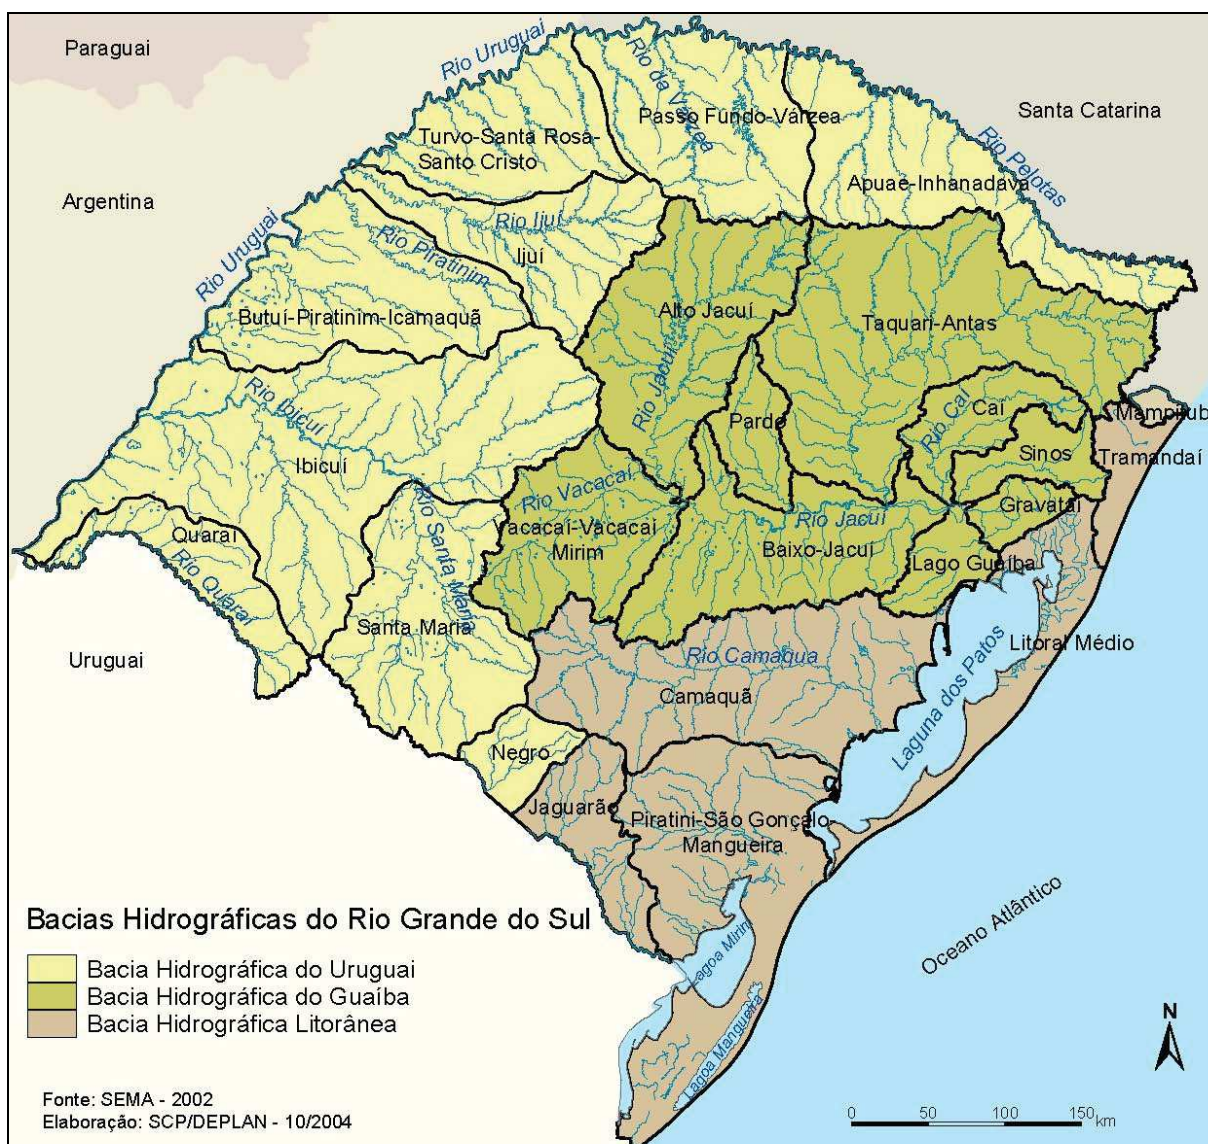 Paraguai
Rio Uruguai
Rio da Várzea
Passo Fundo-Várzea
Santa Catarina
Turvo-Santa Rosa-
Santo Cristo
Rio Pelotas
Apuaê-Inhandava
Argentina
Rio Ijuí
Ijuí
Rio Piratinim
Rio Uruguai
Butuí-Piratinim-Icamaquã
Alto Jacuí
Taquari-Antas
Rio Jacuí
Rio Ibicuí
Ibicuí
Pardo
Rio Caí
Caí
Mampitub
Tramandaí
Sinos
Rio Vacacaí
Vacacaí-Vacacaí
Mirim
Rio Santa Maria
Gravataí
Rio Jacuí
Baixo-Jacuí
Lago Guaíba
Quaraí
Rio Quaraí
Santa Maria
Uruguai
Litoral Médio
Rio Camaqua
Camaquã
Laguna dos Patos
Negro
Jaguarão
Piratini-São Gonçalo-
Mangueira
Oceano Atlântico
Lagoa Mirim
Lagoa Mangueira
Bacias Hidrográficas do Rio Grande do Sul
Bacia Hidrográfica do Uruguai
Bacia Hidrográfica do Guaíba
Bacia Hidrográfica Litorânea
Fonte: SEMA - 2002
Elaboração: SCP/DEPLAN - 10/2004
N
0 50 100 150 km